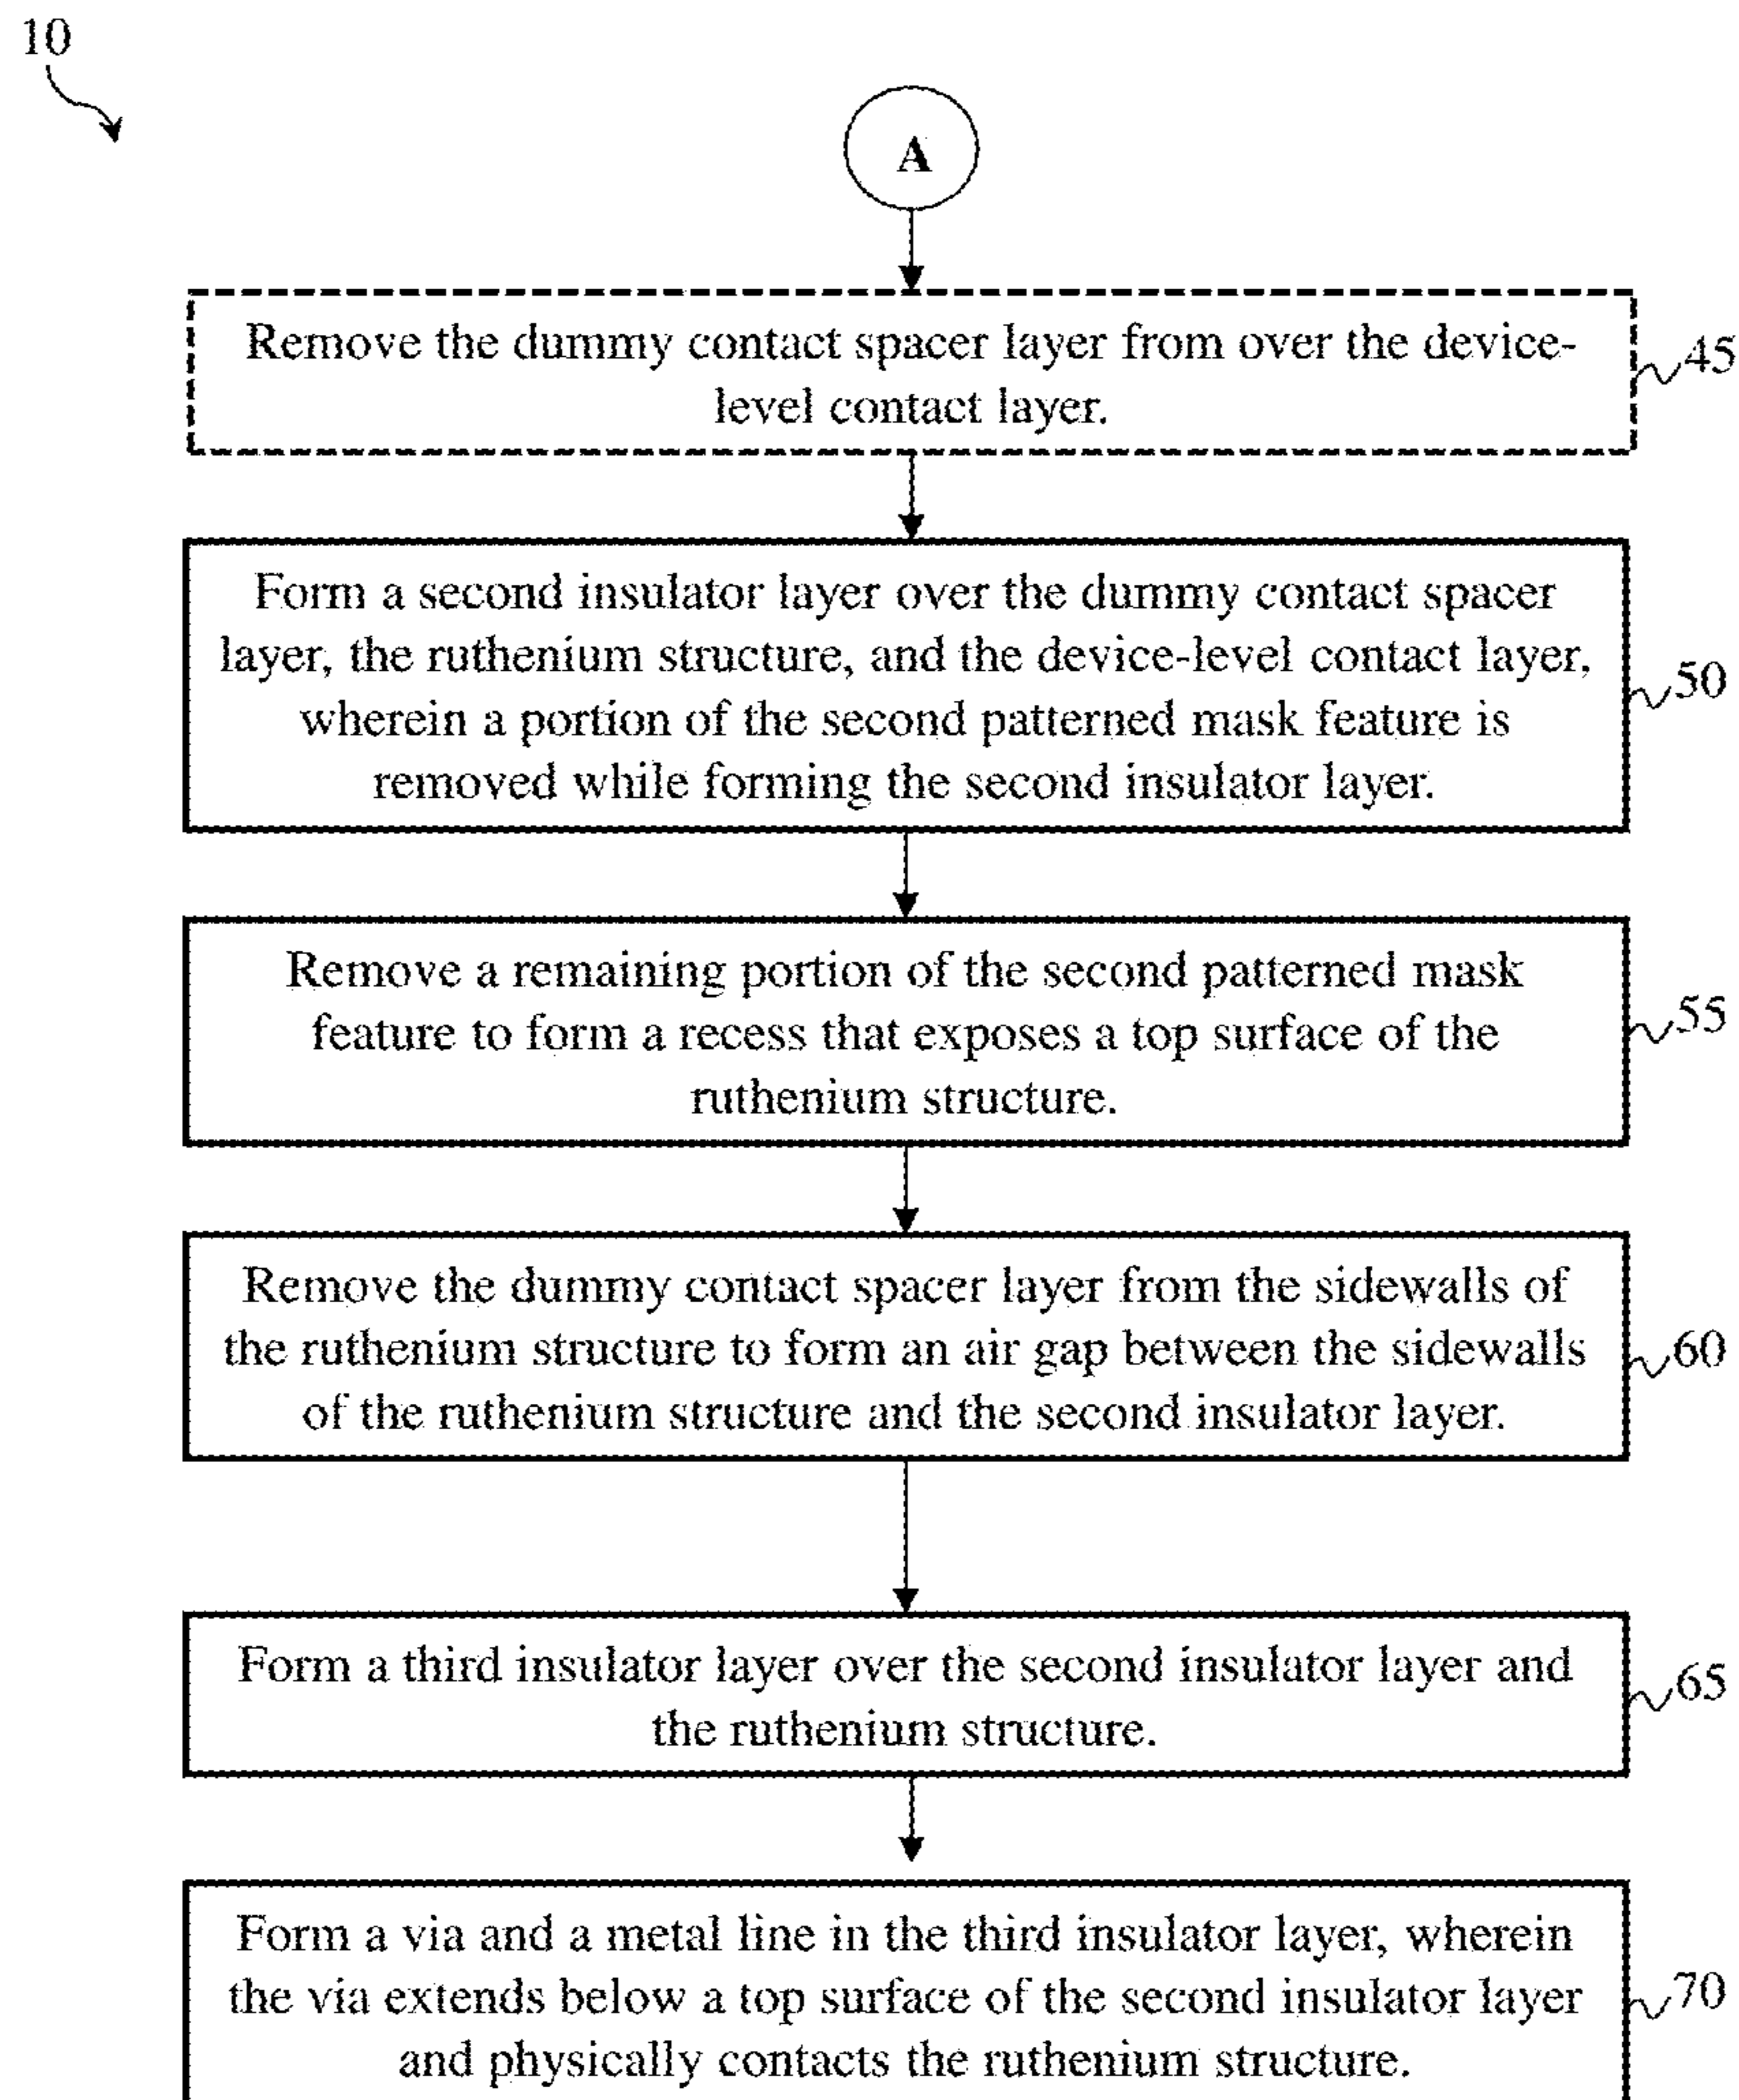 10
A
Remove the dummy contact spacer layer from over the device-
level contact layer.
45
Form a second insulator layer over the dummy contact spacer
layer, the ruthenium structure, and the device-level contact layer,
wherein a portion of the second patterned mask feature is
removed while forming the second insulator layer.
50
Remove a remaining portion of the second patterned mask
feature to form a recess that exposes a top surface of the
ruthenium structure.
55
Remove the dummy contact spacer layer from the sidewalls of
the ruthenium structure to form an air gap between the sidewalls
of the ruthenium structure and the second insulator layer.
60
Form a third insulator layer over the second insulator layer and
the ruthenium structure.
65
Form a via and a metal line in the third insulator layer, wherein
the via extends below a top surface of the second insulator layer
and physically contacts the ruthenium structure.
70